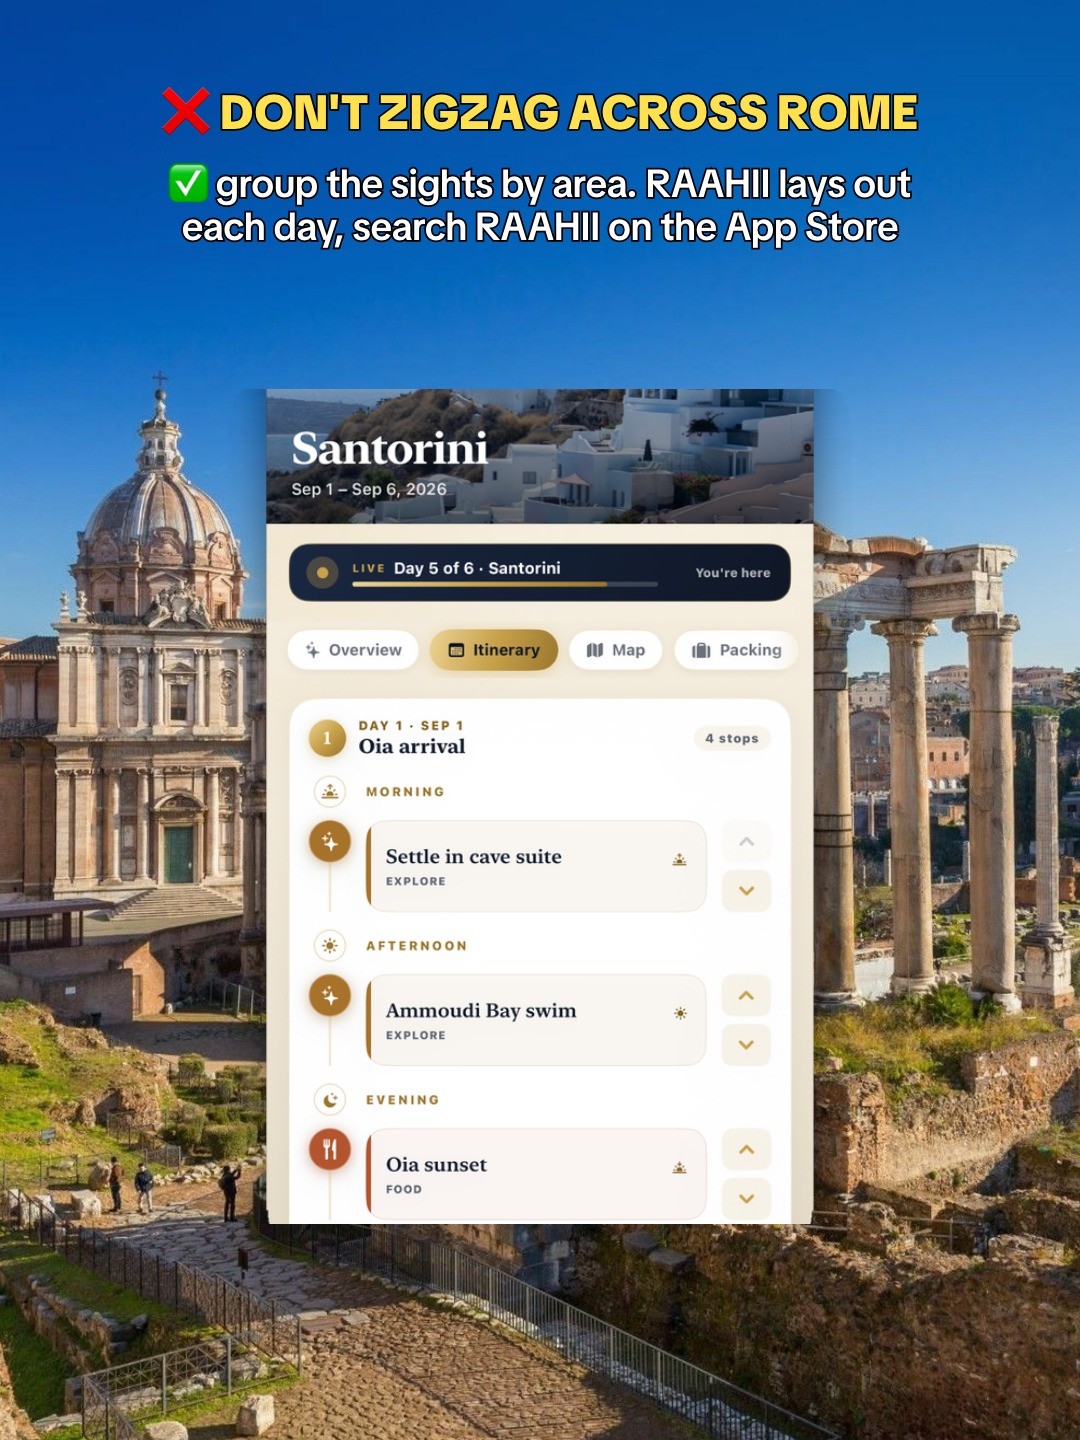 ❌ DON'T ZIGZAG ACROSS ROME
✅ group the sights by area. RAAHII lays out
each day, search RAAHII on the App Store
Santorini
Sep 1 – Sep 6, 2026
LIVE Day 5 of 6 · Santorini
You're here
Overview
Itinerary
Map
Packing
1
DAY 1 · SEP 1
Oia arrival
4 stops
MORNING
Settle in cave suite
EXPLORE
AFTERNOON
Ammoudi Bay swim
EXPLORE
EVENING
Oia sunset
FOOD